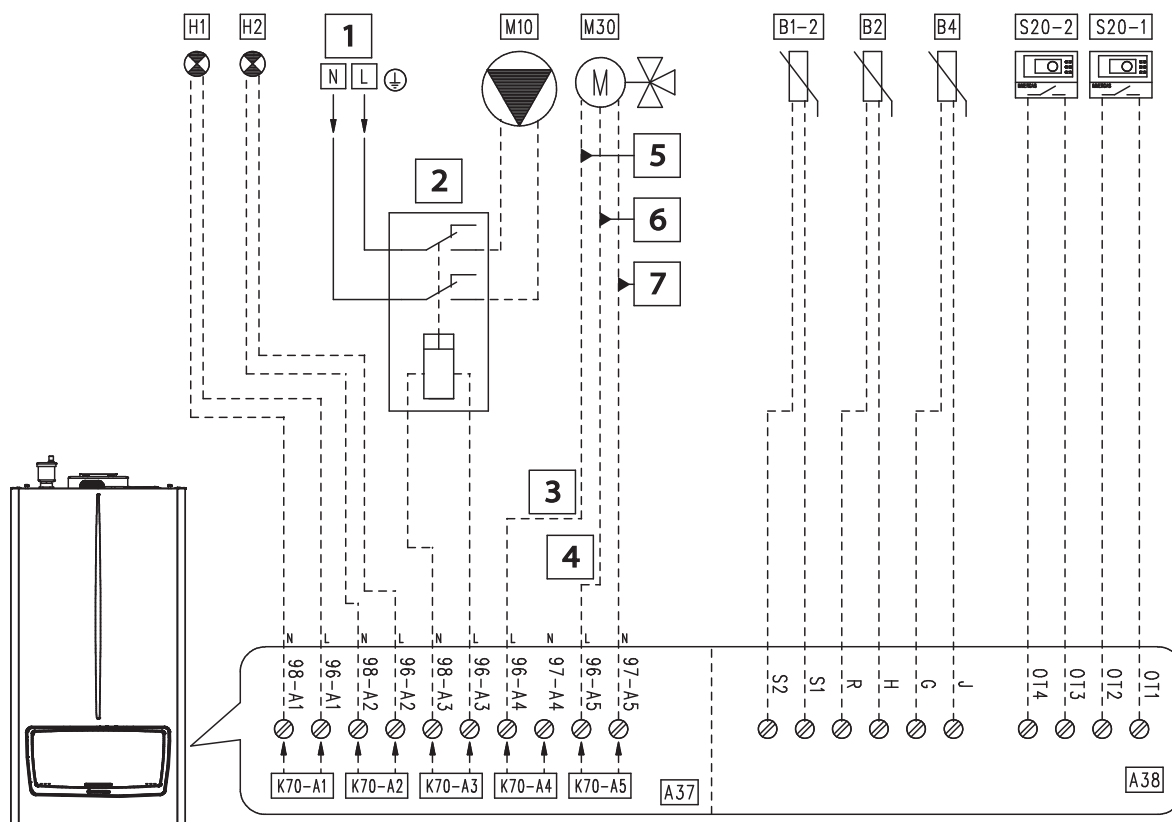 H1 H2 1 M10 M30 B1-2 B2 B4 S20-2 S20-1
N L
M
5
2
6
7
3
4
N L N L N L L N L N
98-A1 96-A1 98-A2 96-A2 98-A3 96-A3 96-A4 97-A4 96-A5 97-A5 S2 S1 R H G J OT4 OT3 OT2 OT1
K70-A1 K70-A2 K70-A3 K70-A4 K70-A5 A37 A38